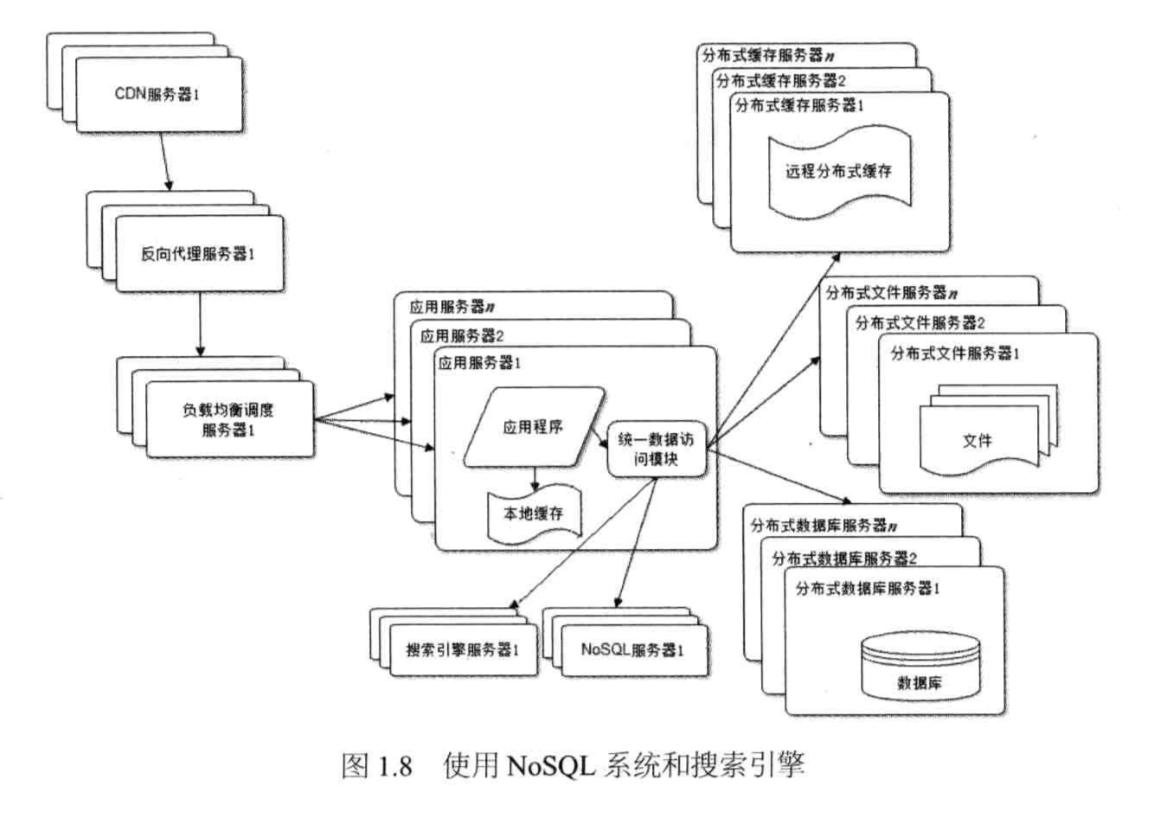 CDN服务器1
反向代理服务器1
负载均衡调度
服务器1
应用服务器n
应用服务器2
应用服务器1
应用程序
统一数据访
问模块
本地缓存
搜索引擎服务器1
NoSQL服务器1
分布式缓存服务器n
分布式缓存服务器2
分布式缓存服务器1
远程分布式缓存
分布式文件服务器n
分布式文件服务器2
分布式文件服务器1
文件
分布式数据库服务器n
分布式数据库服务器2
分布式数据库服务器1
数据库
图 1.8 使用 NoSQL 系统和搜索引擎